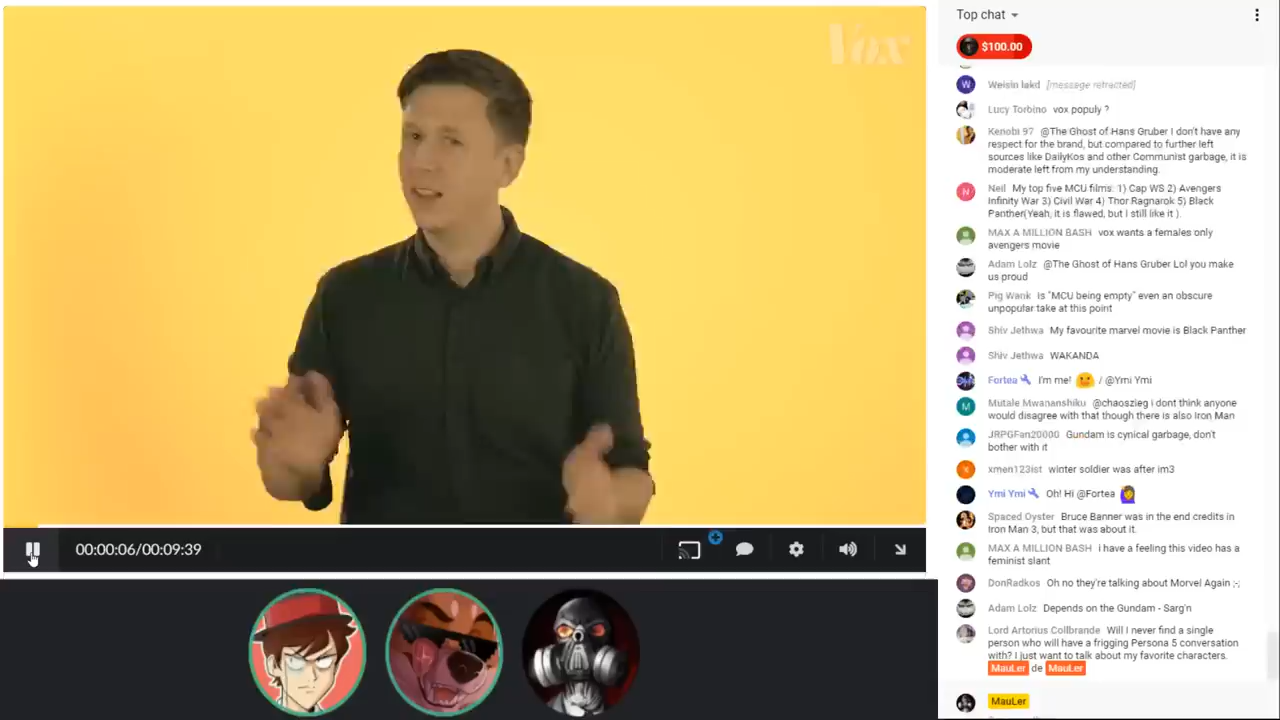 Vox
00:00:06/00:09:39
Top chat
$100.00
Weisin lakd [message retracted]
Lucy Torbino vox populy ?
Kenobi 97 @The Ghost of Hans Gruber I don't have any
respect for the brand, but compared to further left
sources like DailyKos and other Communist garbage, it is
moderate left from my understanding.
Neil My top five MCU films: 1) Cap WS 2) Avengers
Infinity War 3) Civil War 4) Thor Ragnarok 5) Black
Panther(Yeah, it is flawed, but I still like it ).
MAX A MILLION BASH vox wants a females only
avengers movie
Adam Lolz @The Ghost of Hans Gruber Lol you make
us proud
Pig Wank is "MCU being empty" even an obscure
unpopular take at this point
Shiv Jethwa My favourite marvel movie is Black Panther
Shiv Jethwa WAKANDA
Fortea I'm me! / @Ymi Ymi
Mutale Mwananshiku @chaoszieg i dont think anyone
would disagree with that though there is also Iron Man
JRPGFan20000 Gundam is cynical garbage, don't
bother with it
xmen123ist winter soldier was after im3
Ymi Ymi Oh! Hi @Fortea
Spaced Oyster Bruce Banner was in the end credits in
Iron Man 3, but that was about it.
MAX A MILLION BASH i have a feeling this video has a
feminist slant
DonRadkos Oh no they're talking about Morvel Again ;-;
Adam Lolz Depends on the Gundam - Sarg'n
Lord Artorius Collbrande Will I never find a single
person who will have a frigging Persona 5 conversation
with? I just want to talk about my favorite characters.
MauLer de MauLer
MauLer